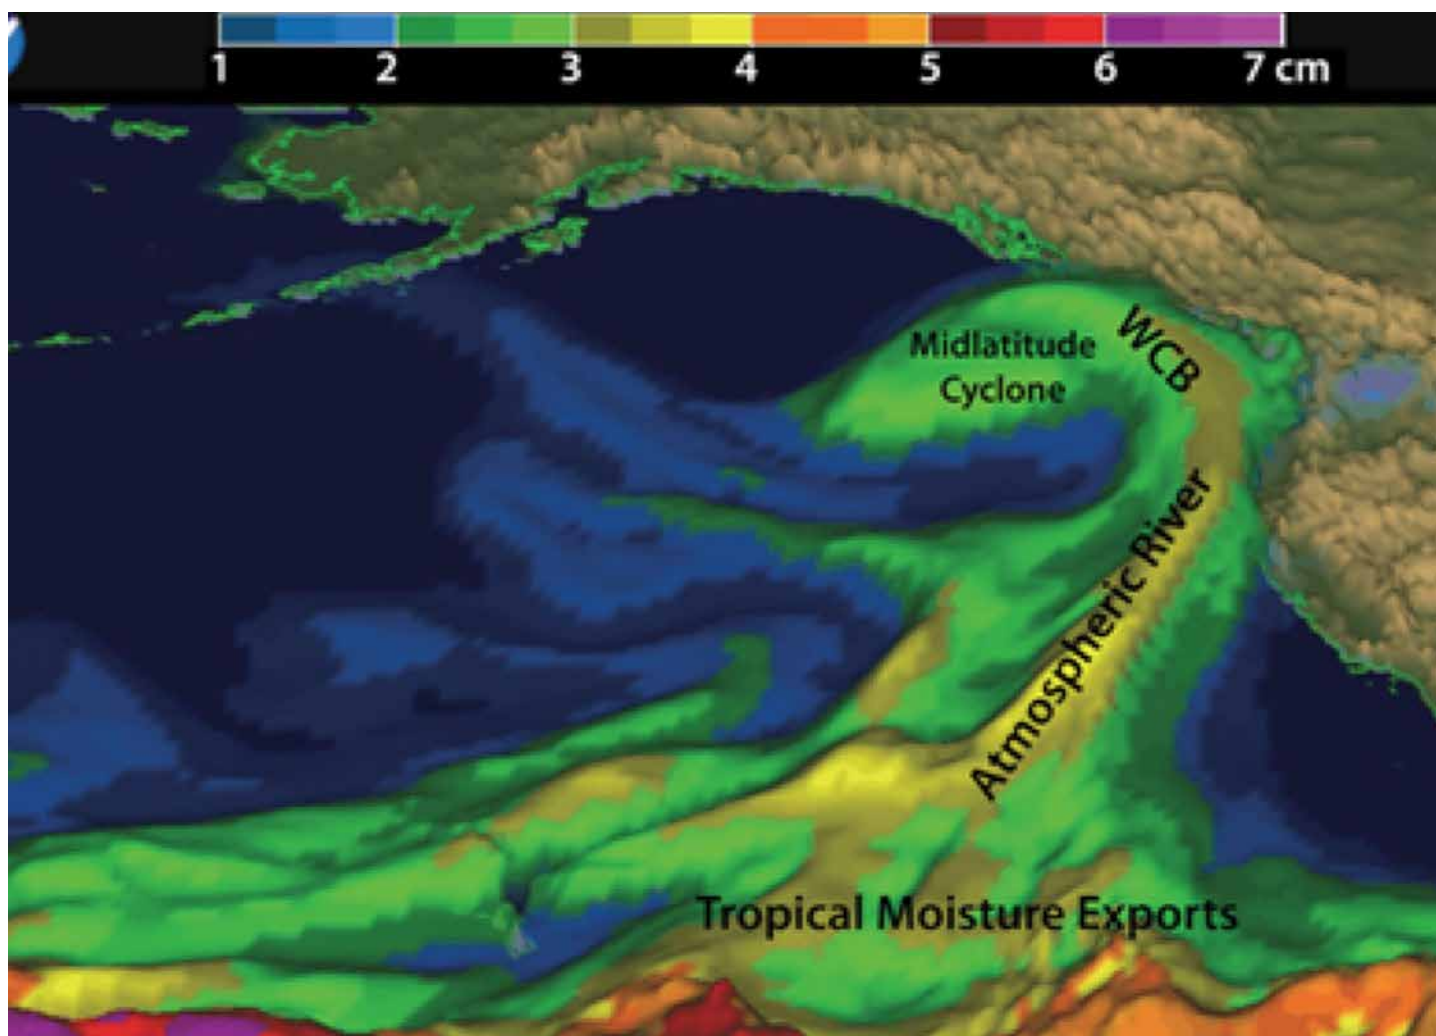 1 2 3 4 5 6 7 cm
Midlatitude
Cyclone
WCB
Atmospheric River
Tropical Moisture Exports